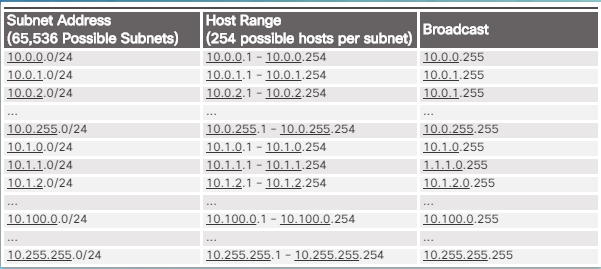 Subnet Address Host Range Broadcast
(65,536 Possible Subnets) (254 possible hosts per subnet)
10.0.0.0/24 10.0.0.1 – 10.0.0.254 10.0.0.255
10.0.1.0/24 10.0.1.1 – 10.0.1.254 10.0.1.255
10.0.2.0/24 10.0.2.1 – 10.0.2.254 10.0.1.255
... ... ...
10.0.255.0/24 10.0.255.1 – 10.0.255.254 10.0.255.255
10.1.0.0/24 10.1.0.1 – 10.1.0.254 10.1.0.255
10.1.1.0/24 10.1.1.1 – 10.1.1.254 1.1.1.0.255
10.1.2.0/24 10.1.2.1 – 10.1.2.254 10.1.2.0.255
... ... ...
10.100.0.0/24 10.100.0.1 – 10.100.0.254 10.100.0.255
... ... ...
10.255.255.0/24 10.255.255.1 – 10.255.255.254 10.255.255.255